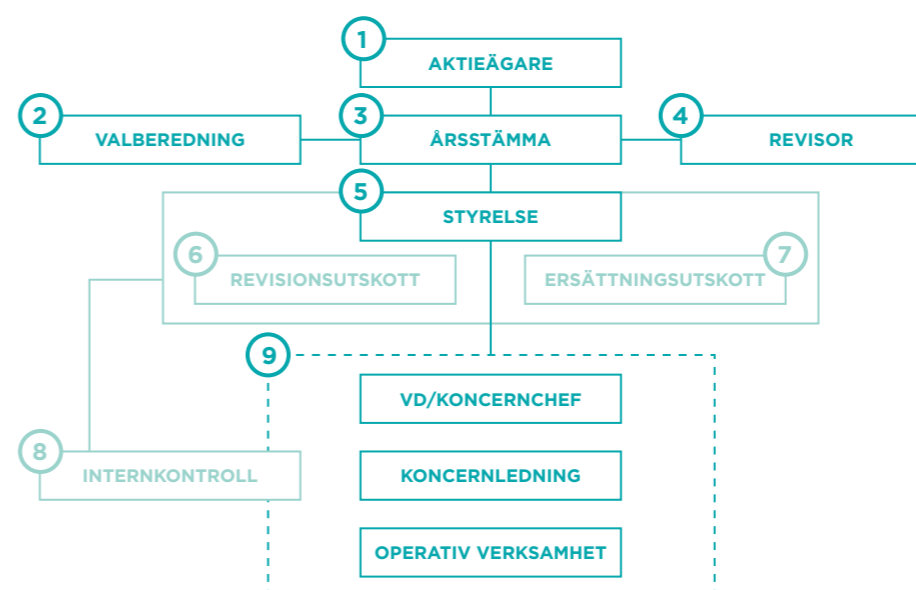 1
AKTIEÄGARE
2
VALBEREDNING
3
ÅRSSTÄMMA
4
REVISOR
5
STYRELSE
6
REVISIONSUTSKOTT
7
ERSÄTTNINGSUTSKOTT
9
VD/KONCERNCHEF
8
INTERNKONTROLL
KONCERNLEDNING
OPERATIV VERKSAMHET